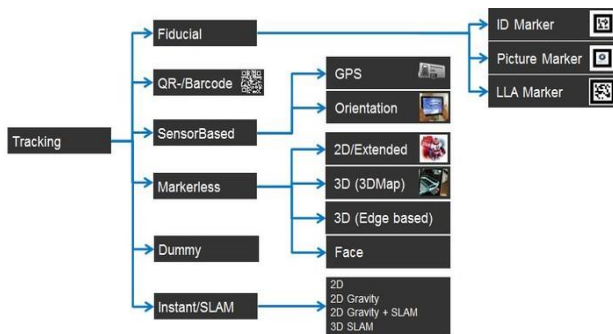 Tracking
Fiducial
QR-/Barcode
SensorBased
Markerless
Dummy
Instant/SLAM
ID Marker
Picture Marker
LLA Marker
GPS
Orientation
2D/Extended
3D (3DMap)
3D (Edge based)
Face
2D
2D Gravity
2D Gravity + SLAM
3D SLAM